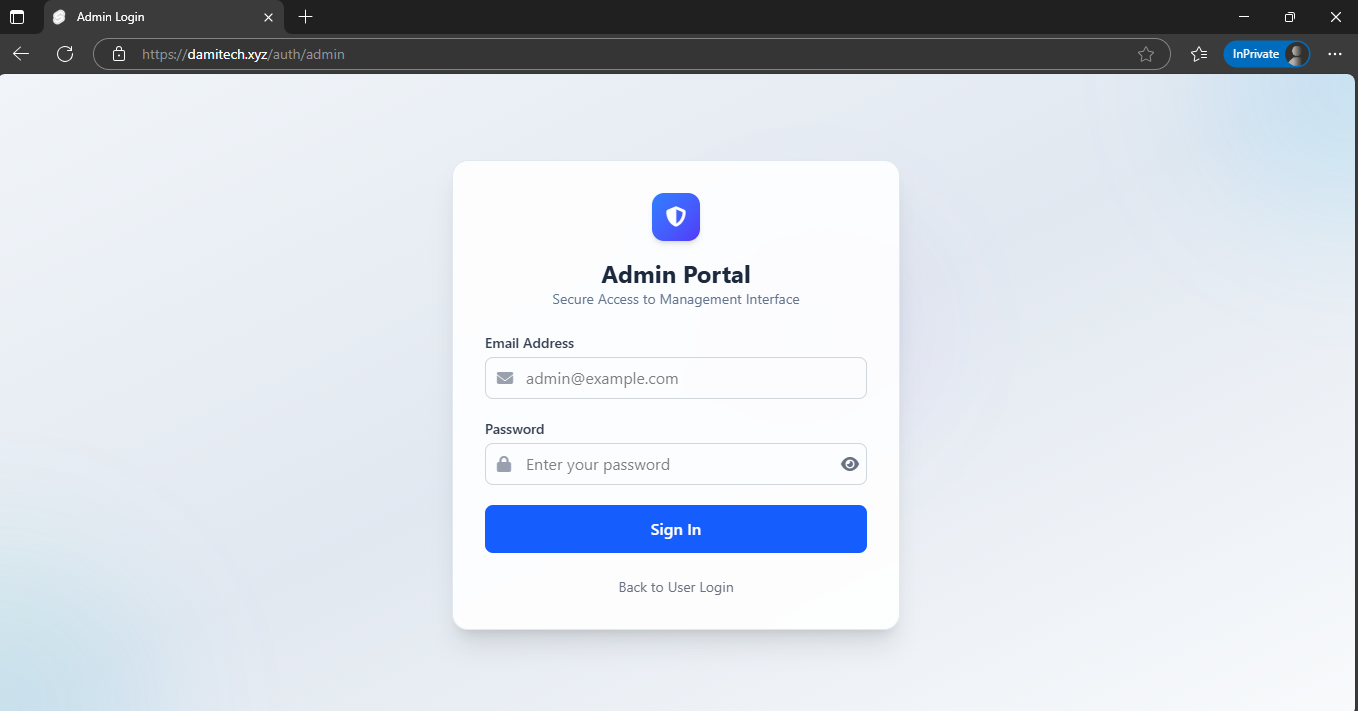 Admin Login
https://damitech.xyz/auth/admin
InPrivate
Admin Portal
Secure Access to Management Interface
Email Address
admin@example.com
Password
Enter your password
Sign In
Back to User Login